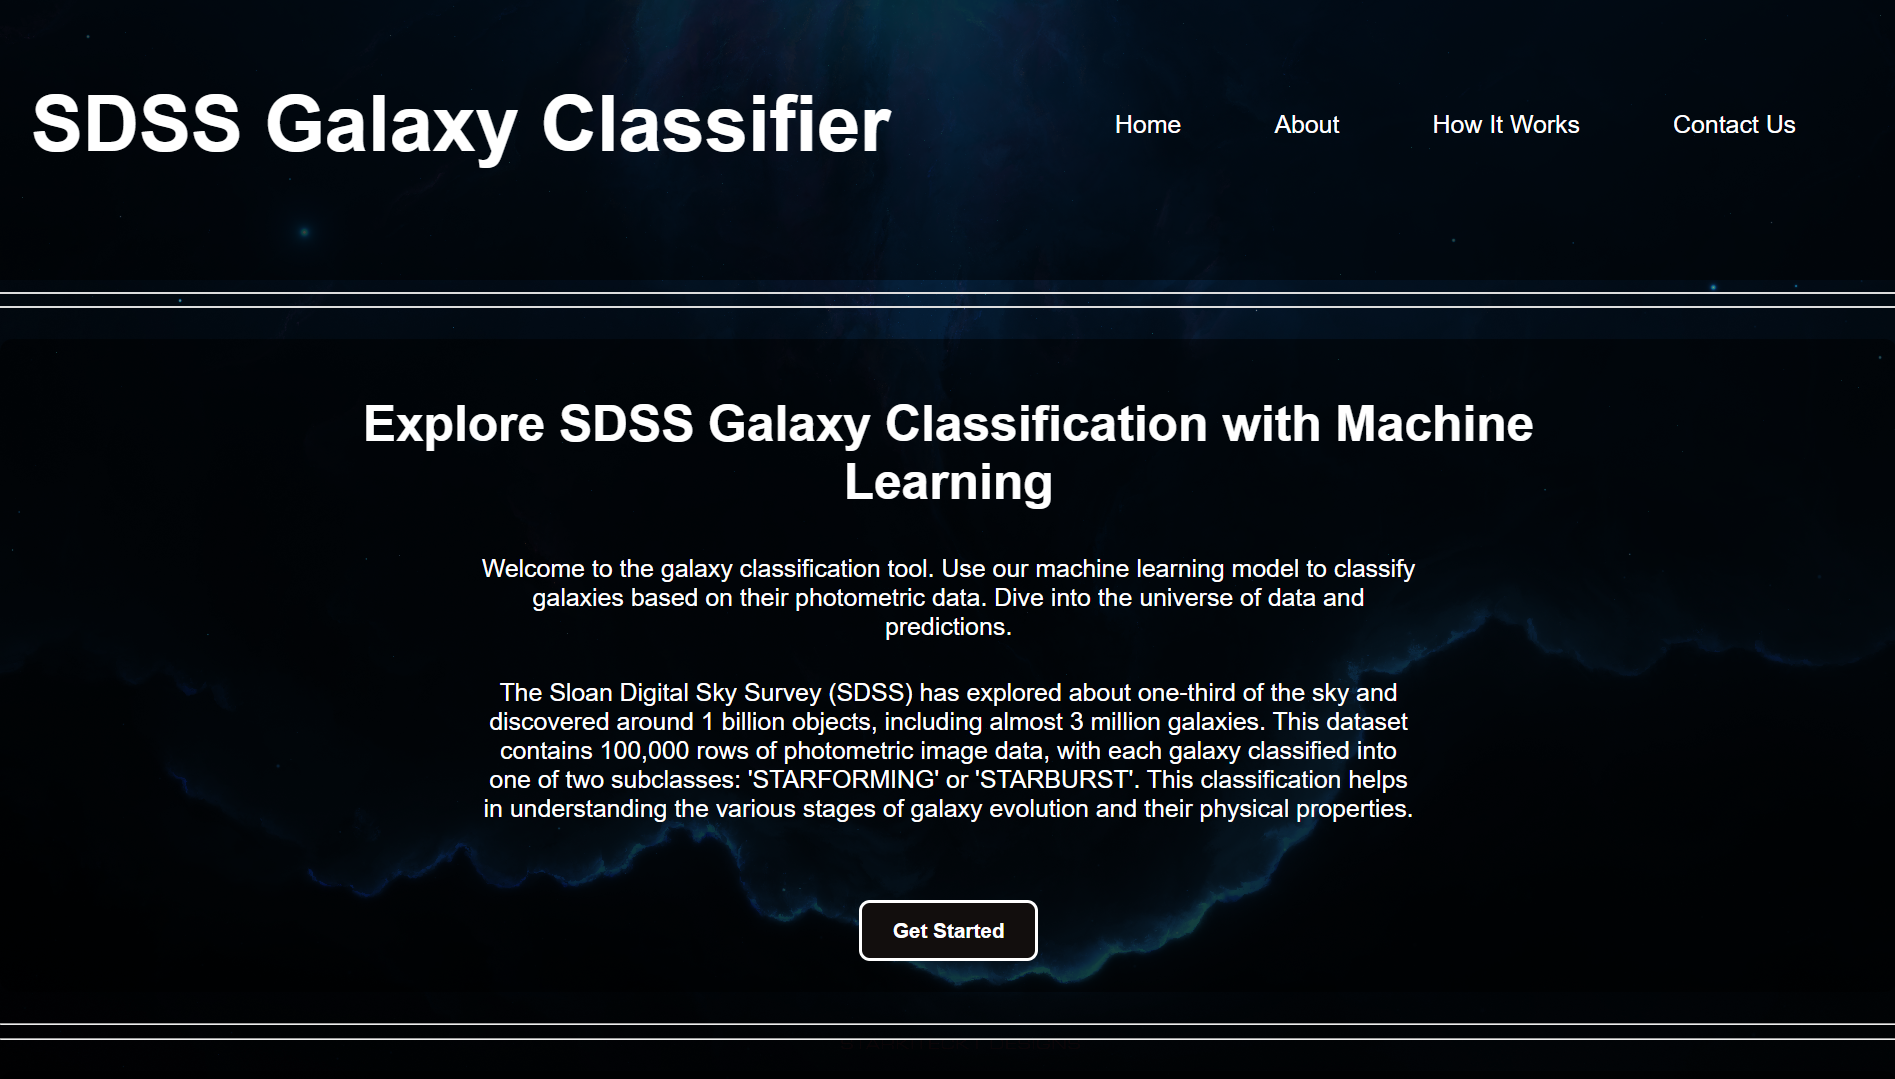 SDSS Galaxy Classifier
Home
About
How It Works
Contact Us
Explore SDSS Galaxy Classification with Machine
Learning
Welcome to the galaxy classification tool. Use our machine learning model to classify
galaxies based on their photometric data. Dive into the universe of data and
predictions.
The Sloan Digital Sky Survey (SDSS) has explored about one-third of the sky and
discovered around 1 billion objects, including almost 3 million galaxies. This dataset
contains 100,000 rows of photometric image data, with each galaxy classified into
one of two subclasses: 'STARFORMING' or 'STARBURST'. This classification helps
in understanding the various stages of galaxy evolution and their physical properties.
Get Started